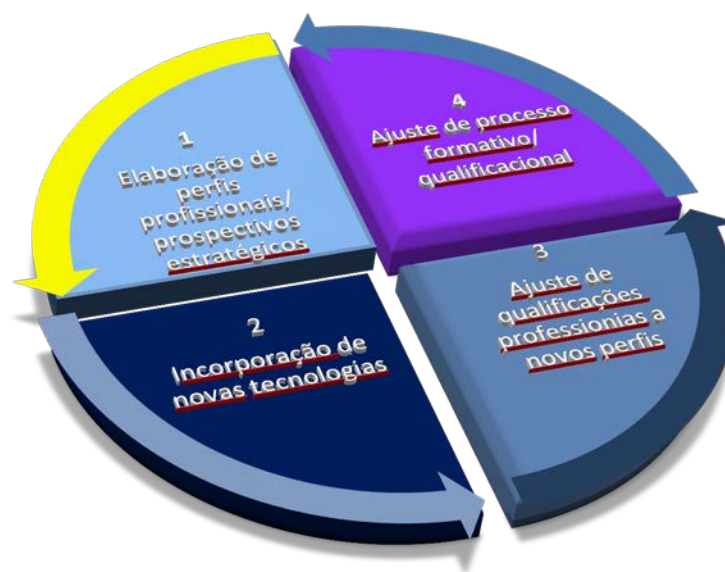 1
Elaboração de
perfis
profissionais/
prospectivos
estratégicos
2
Incorporação de
novas tecnologias
3
Ajuste de
qualificações
professionias a
novos perfis
4
Ajuste de processo
formativo/
qualificacional